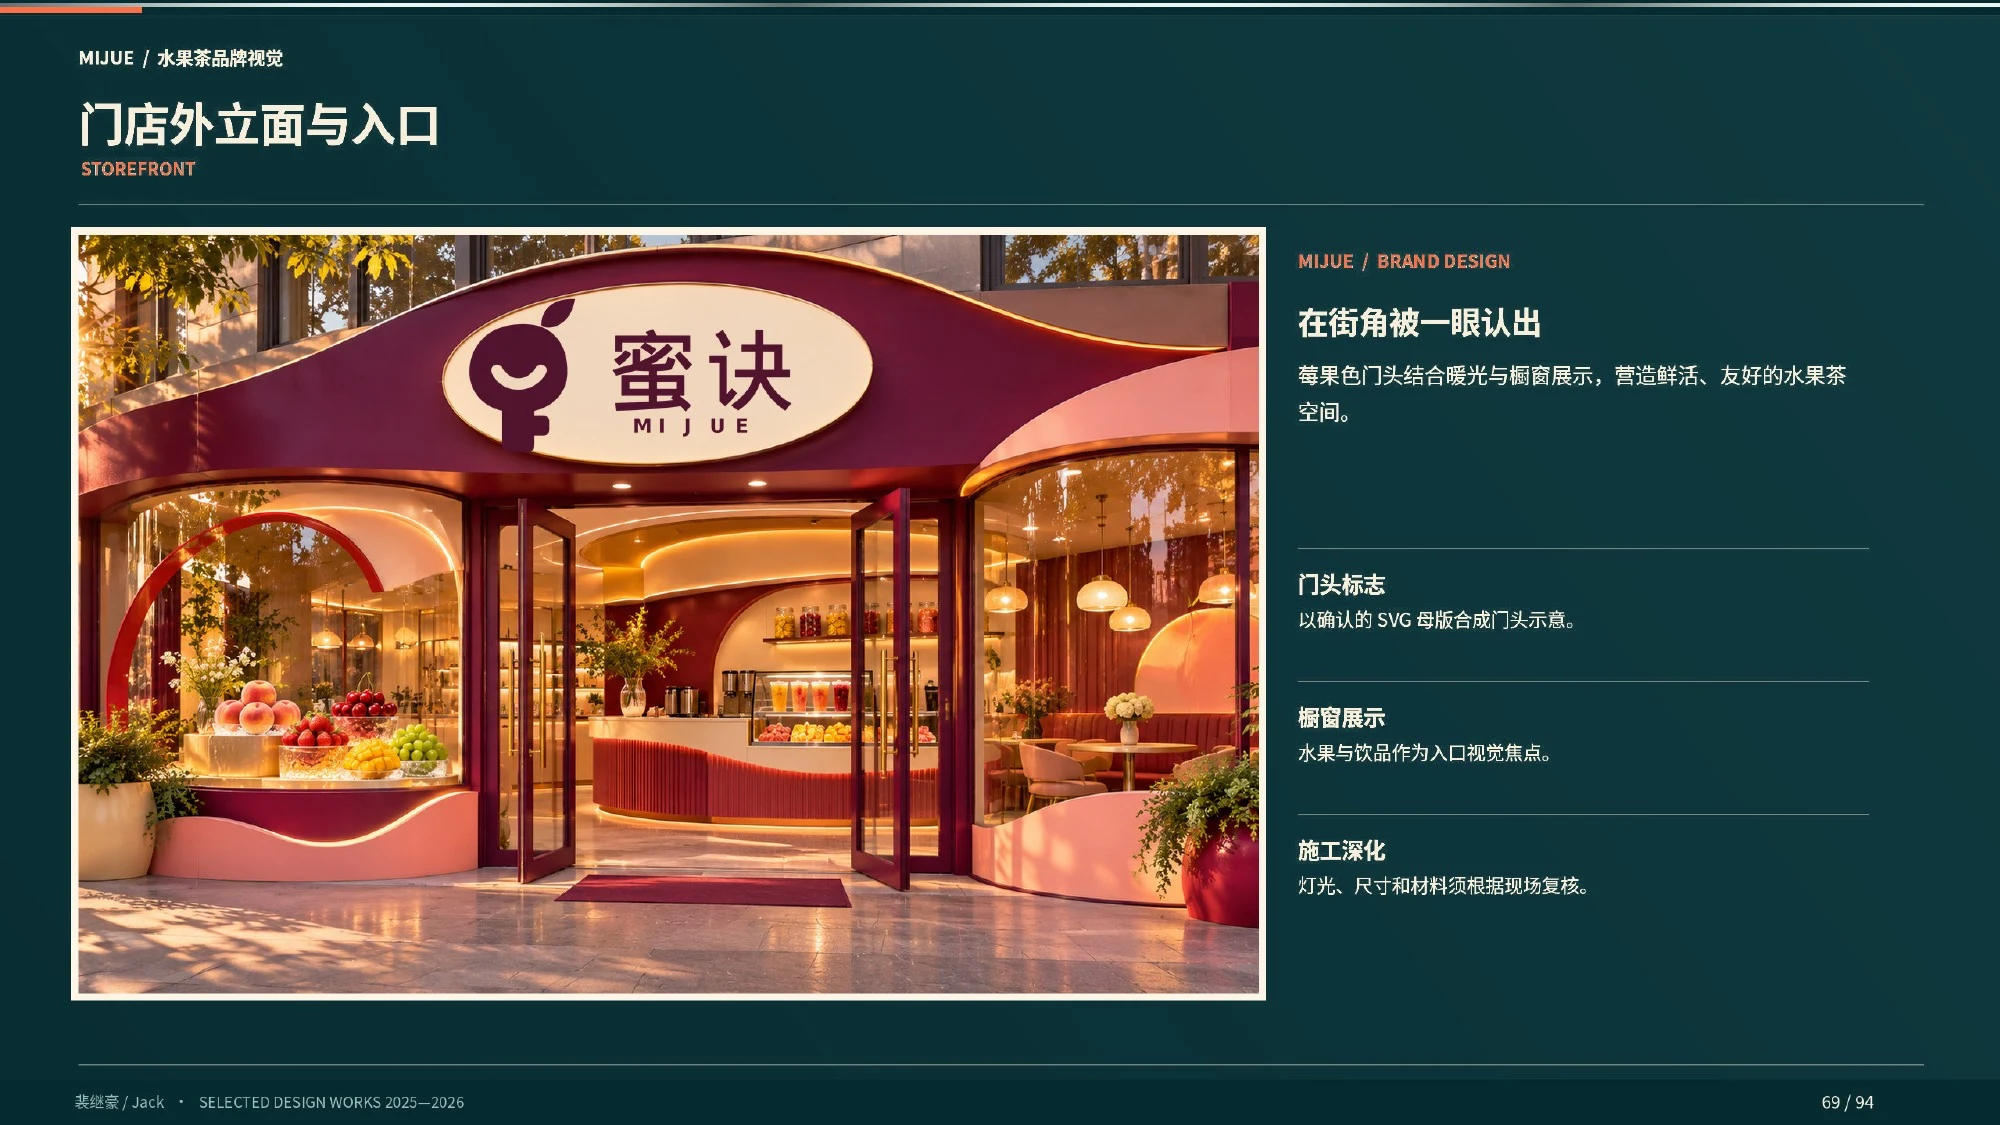 MIJUE / 水果茶品牌视觉
门店外立面与入口
STOREFRONT
蜜诀
MIJUE
MIJUE / BRAND DESIGN
在街角被一眼认出
莓果色门头结合暖光与橱窗展示，营造鲜活、友好的水果茶
空间。
门头标志
以确认的 SVG 母版合成门头示意。
橱窗展示
水果与饮品作为入口视觉焦点。
施工深化
灯光、尺寸和材料须根据现场复核。
裴继豪 / Jack · SELECTED DESIGN WORKS 2025—2026
69 / 94